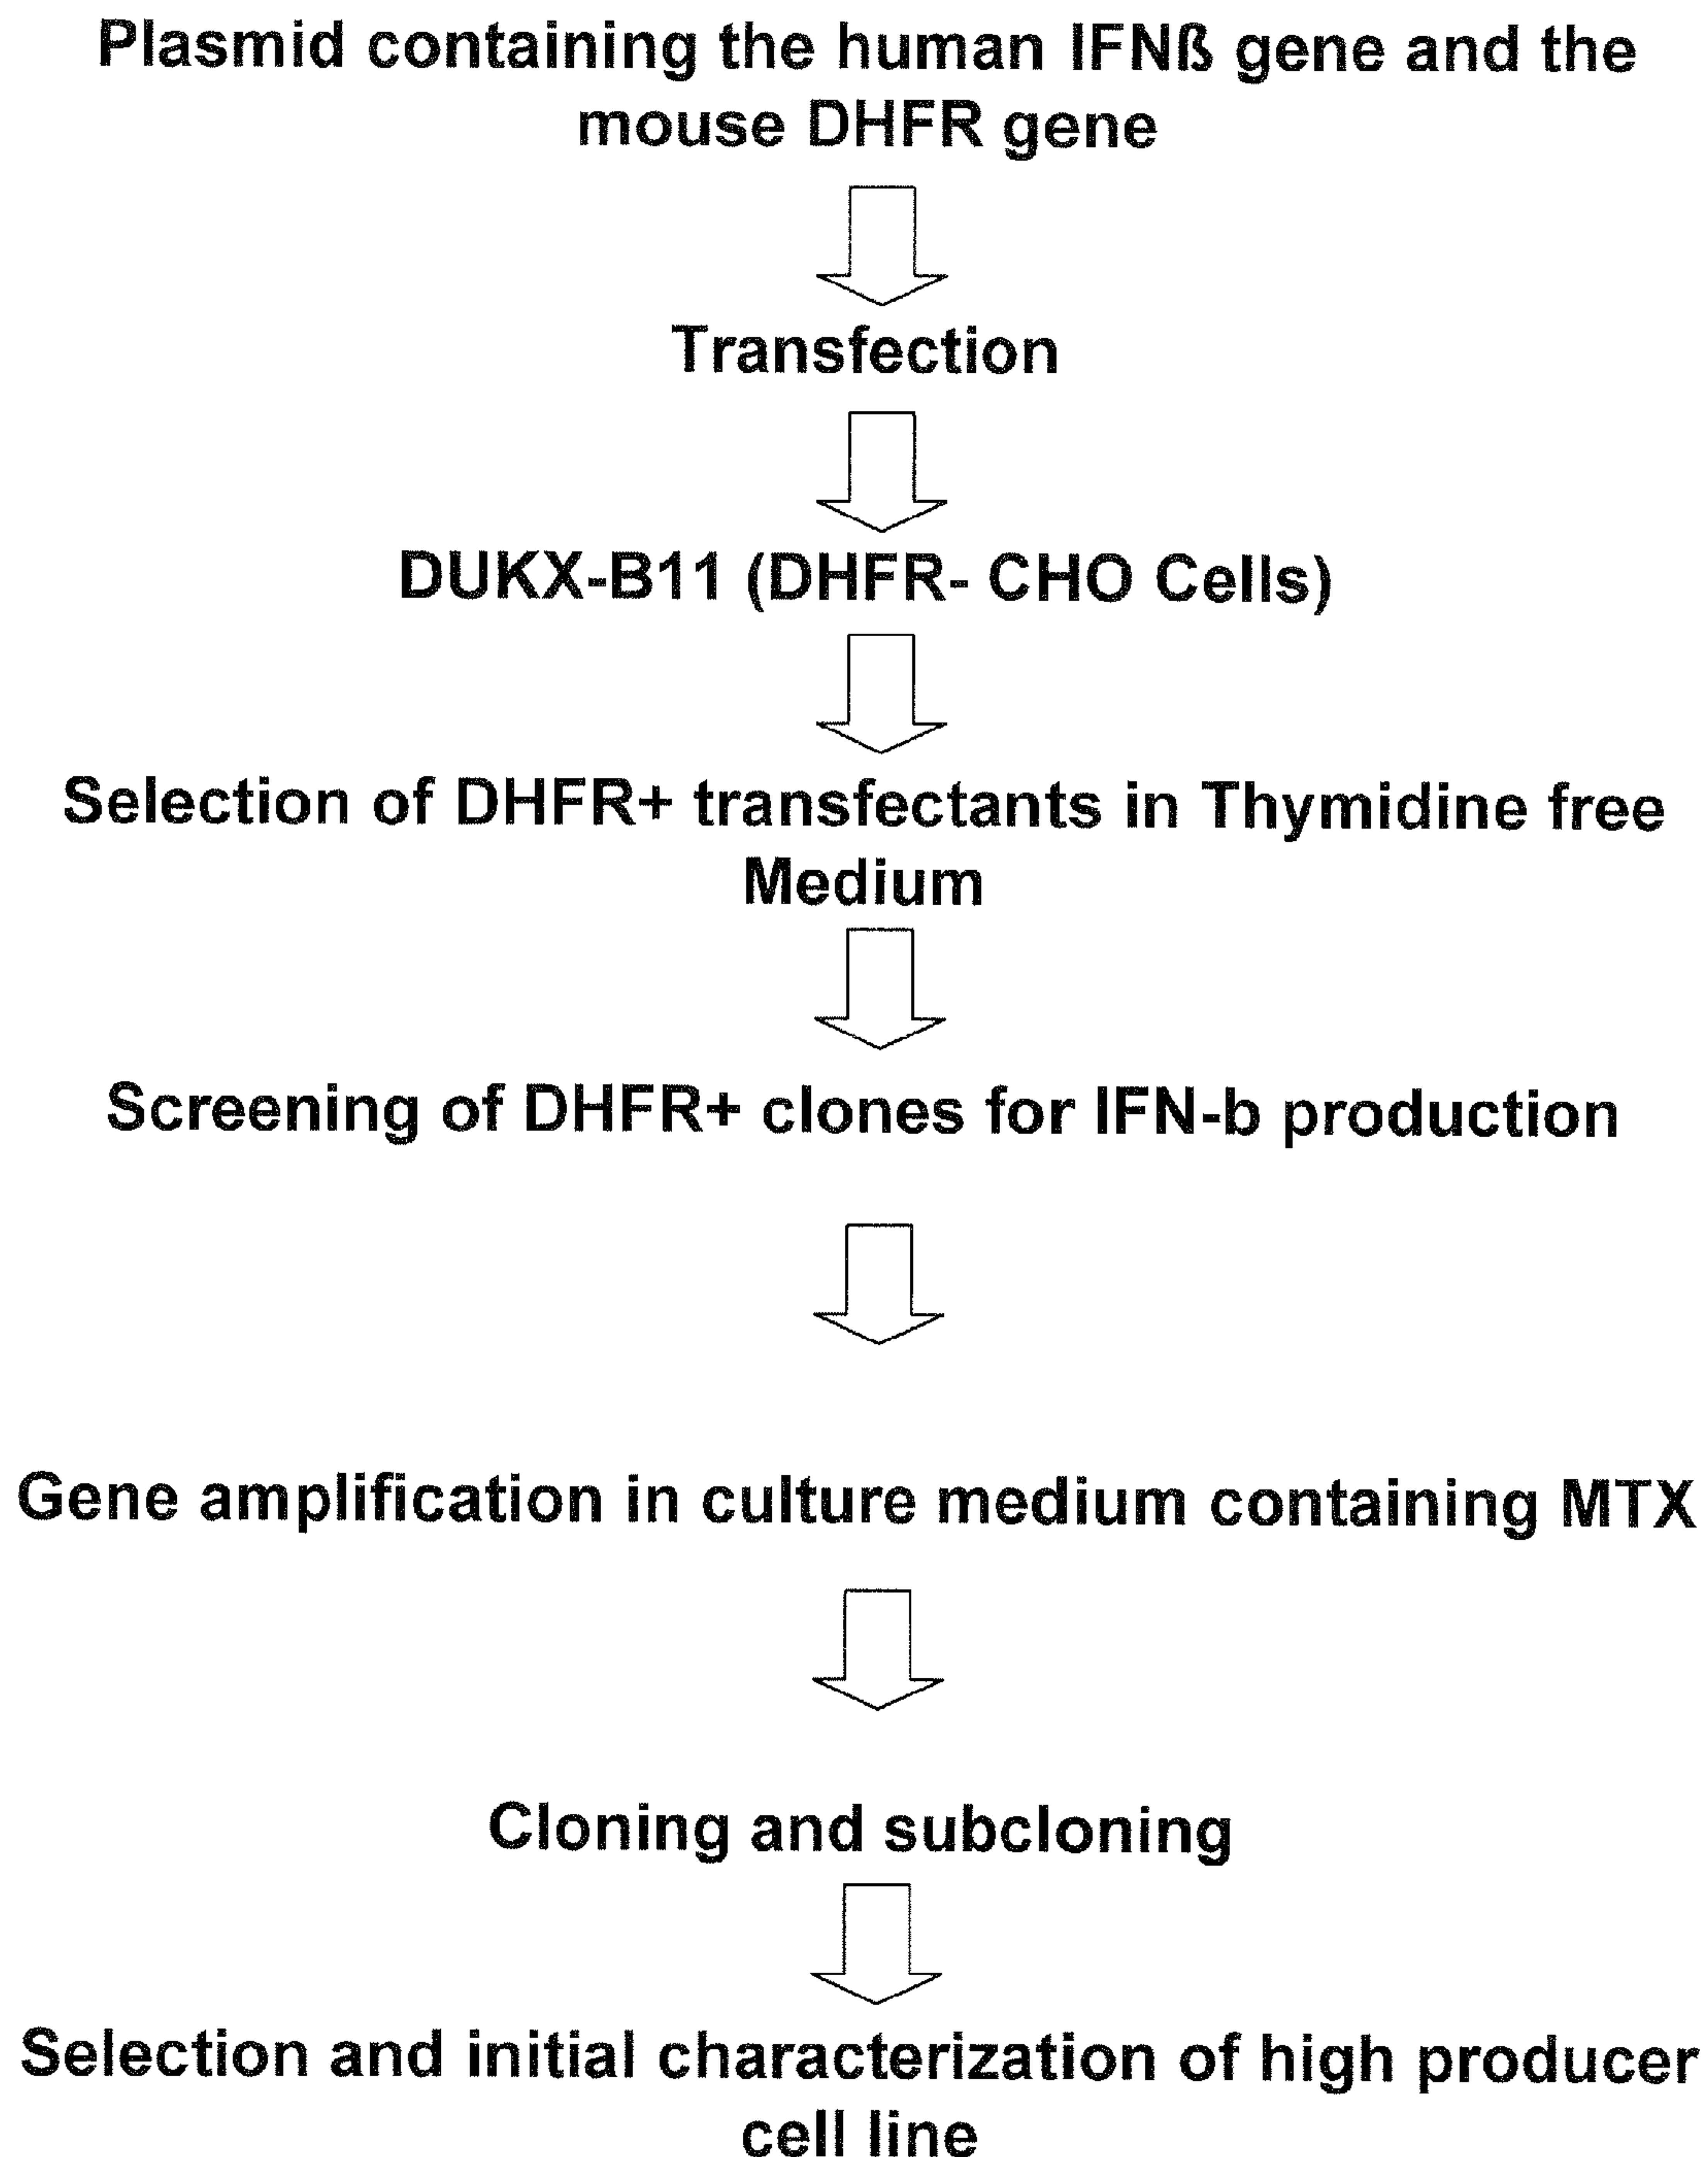 Plasmid containing the human IFNß gene and the
mouse DHFR gene
Transfection
DUKX-B11 (DHFR- CHO Cells)
Selection of DHFR+ transfectants in Thymidine free
Medium
Screening of DHFR+ clones for IFN-b production
Gene amplification in culture medium containing MTX
Cloning and subcloning
Selection and initial characterization of high producer
cell line